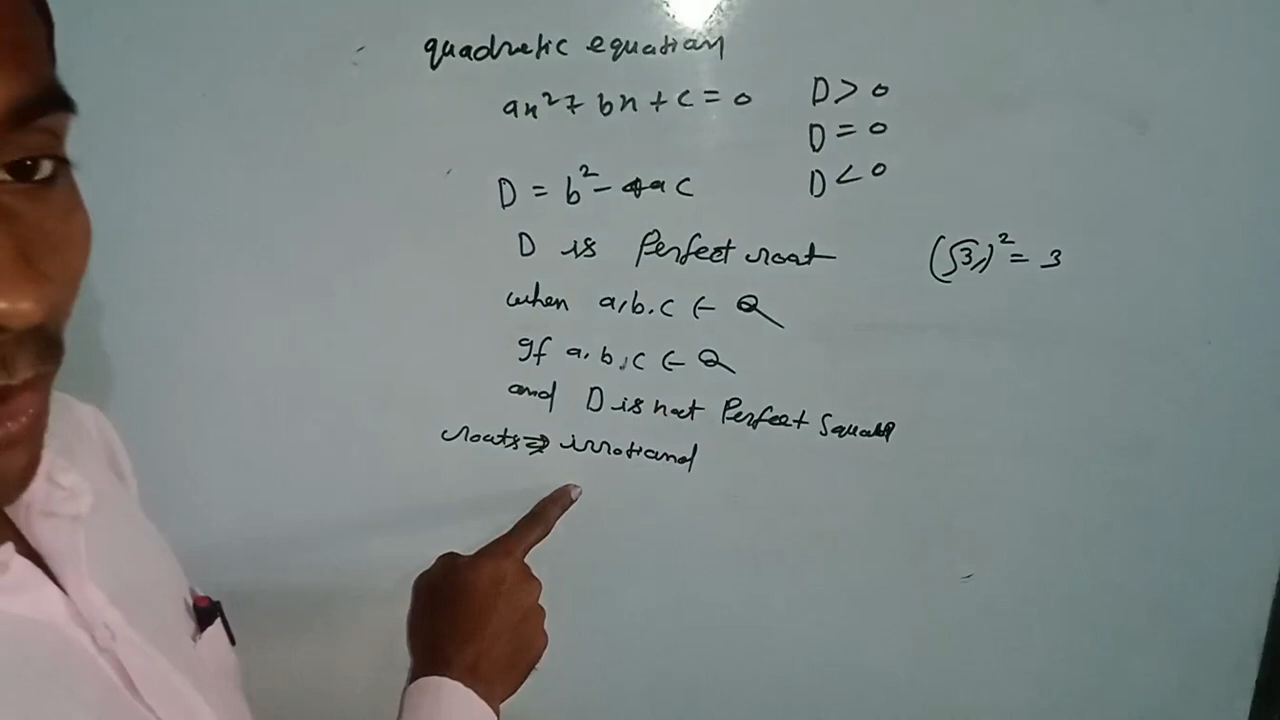 quadretic equation
ax²+ bx + c = 0
D > 0
D = 0
D < 0
D = b² - 4ac
D is Perfect root
(√3)² = 3
when a,b,c ∈ Q
If a,b,c ∈ Q
and D is not Perfect Square
roots ⇒ irrational